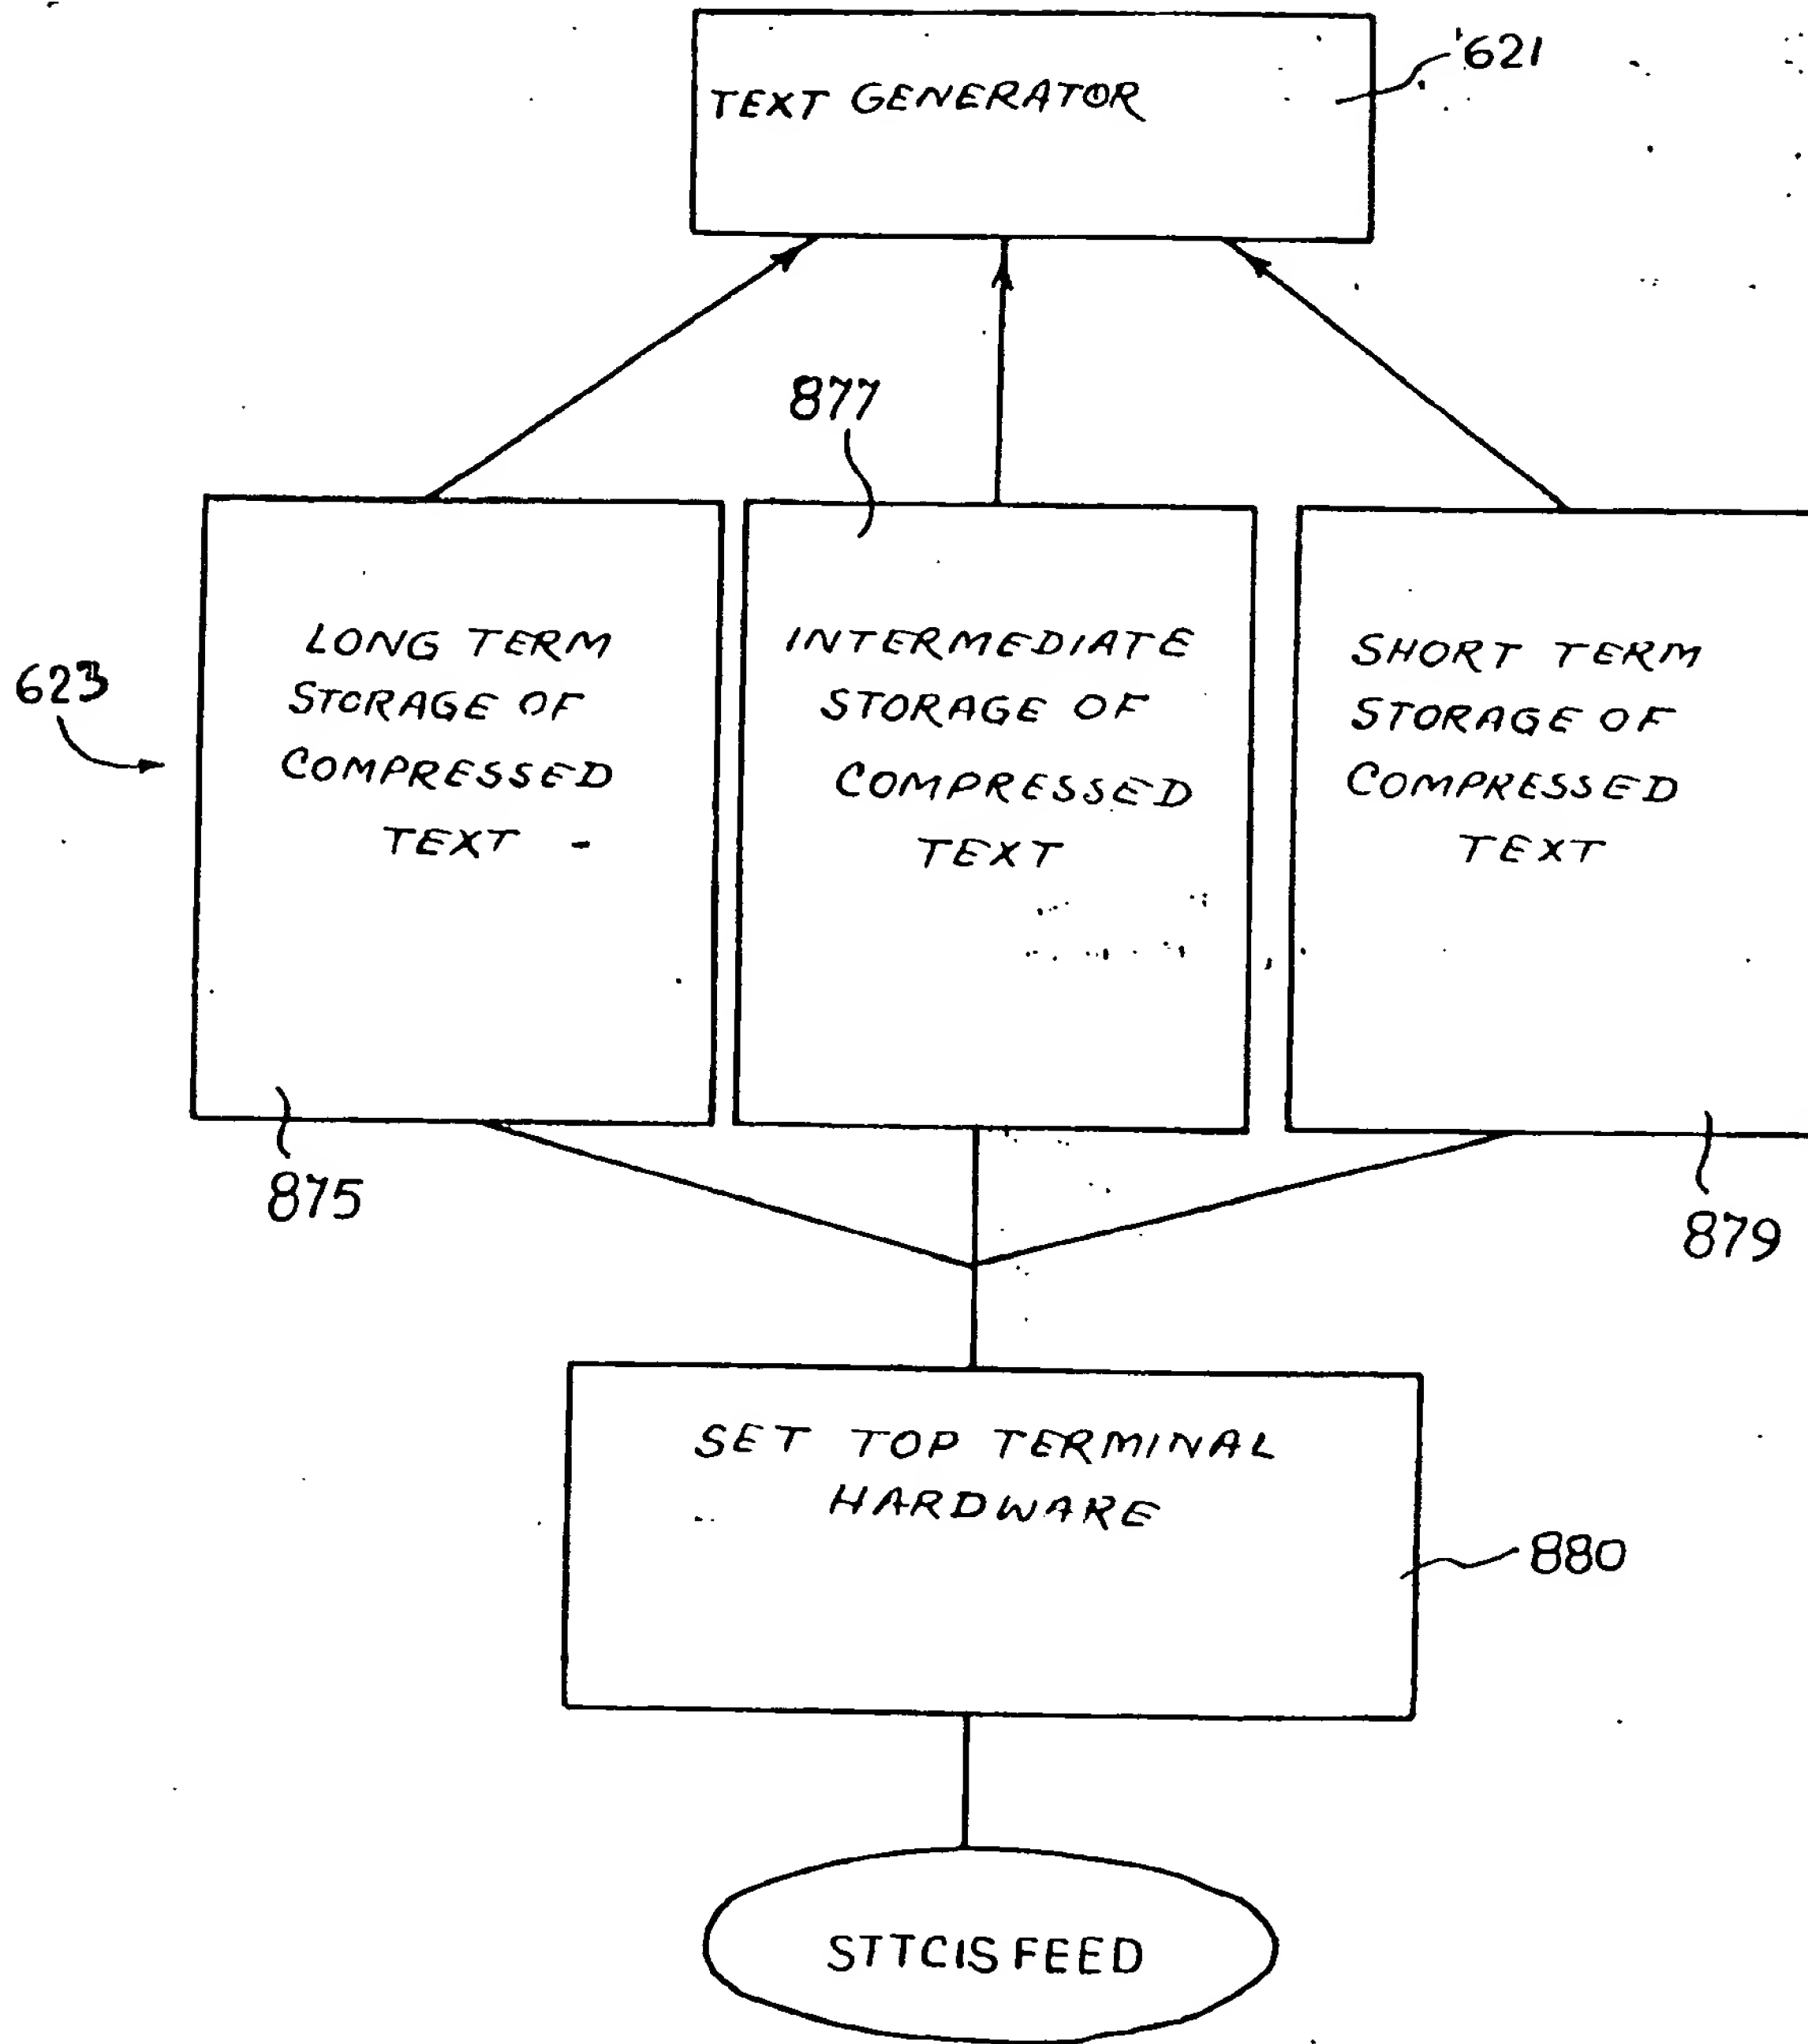 621
TEXT GENERATOR
877
LONG TERM
STORAGE OF
COMPRESSED
TEXT
INTERMEDIATE
STORAGE OF
COMPRESSED
TEXT
SHORT TERM
STORAGE OF
COMPRESSED
TEXT
623
875
879
SET TOP TERMINAL
HARDWARE
880
STTCIS FEED